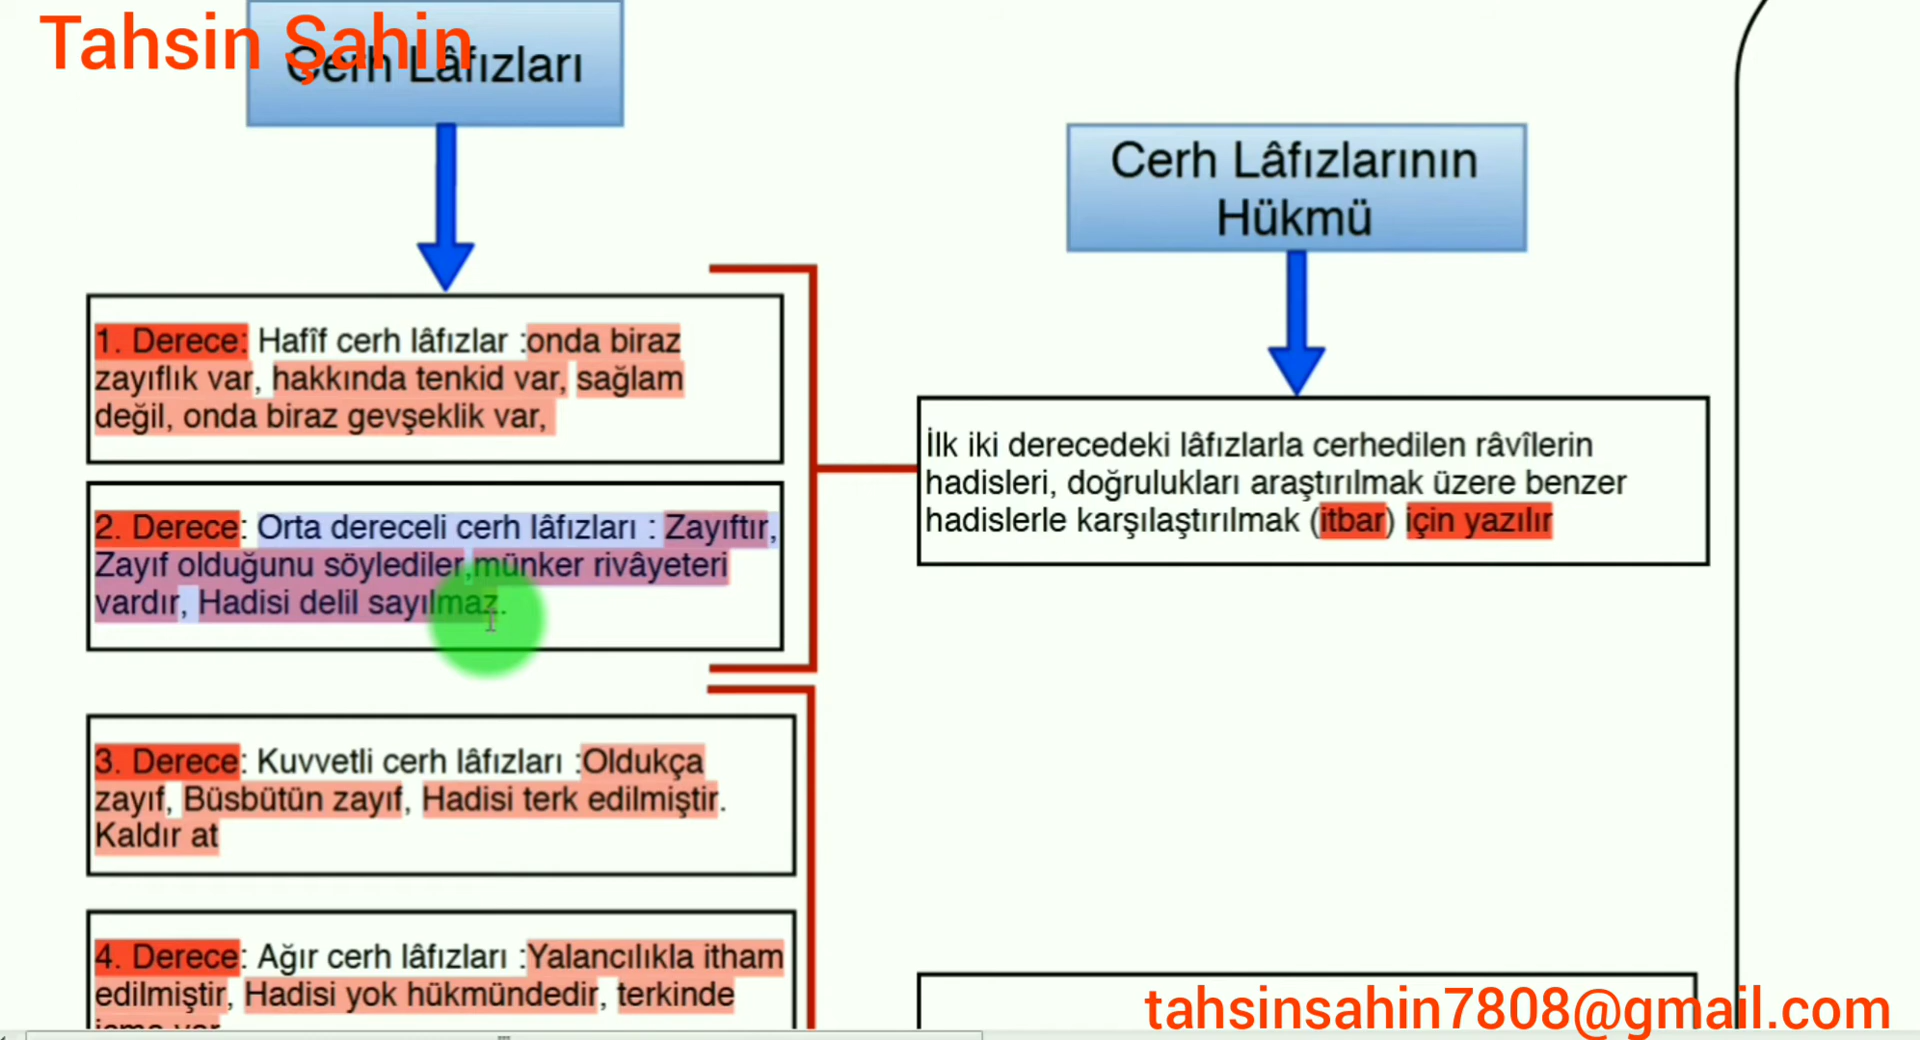 Tahsin Şahin
Cerh Lâfızları
Cerh Lâfızlarının
Hükmü
1. Derece: Hafîf cerh lâfızlar :onda biraz
zayıflık var, hakkında tenkid var, sağlam
değil, onda biraz gevşeklik var,
2. Derece: Orta dereceli cerh lâfızları : Zayıftır,
Zayıf olduğunu söylediler,münker rivâyeteri
vardır, Hadisi delil sayılmaz.
İlk iki derecedeki lâfızlarla cerhedilen râvîlerin
hadisleri, doğrulukları araştırılmak üzere benzer
hadislerle karşılaştırılmak (itbar) için yazılır
3. Derece: Kuvvetli cerh lâfızları :Oldukça
zayıf, Büsbütün zayıf, Hadisi terk edilmiştir.
Kaldır at
4. Derece: Ağır cerh lâfızları :Yalancılıkla itham
edilmiştir, Hadisi yok hükmündedir, terkinde
tahsinsahin7808@gmail.com